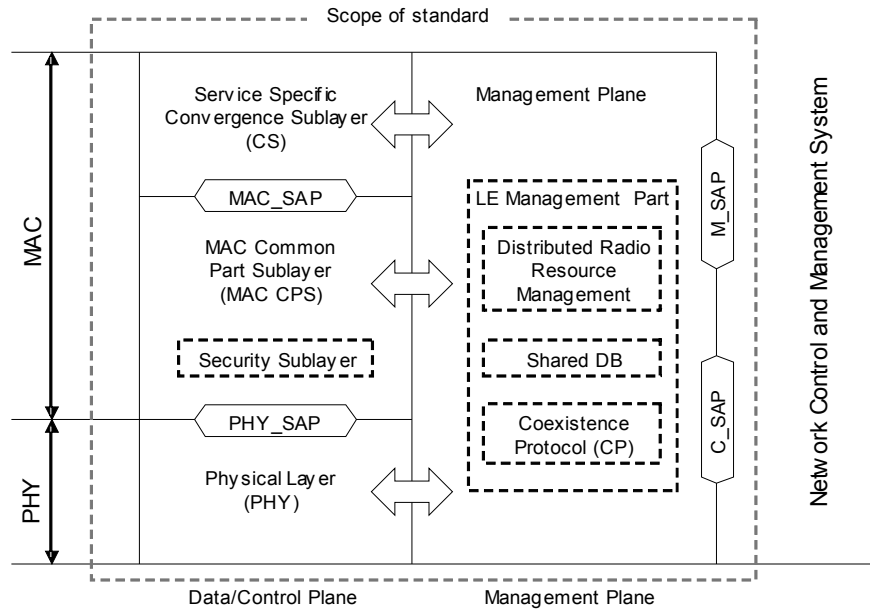 Scope of standard
Service Specific
Convergence Sublayer
(CS)
Management Plane
MAC_SAP
LE Management Part
MAC Common
Part Sublayer
(MAC CPS)
Distributed Radio
Resource
Management
Security Sublayer
Shared DB
PHY_SAP
Coexistence
Protocol (CP)
Physical Layer
(PHY)
MAC
PHY
M_SAP
C_SAP
Network Control and Management System
Data/Control Plane
Management Plane